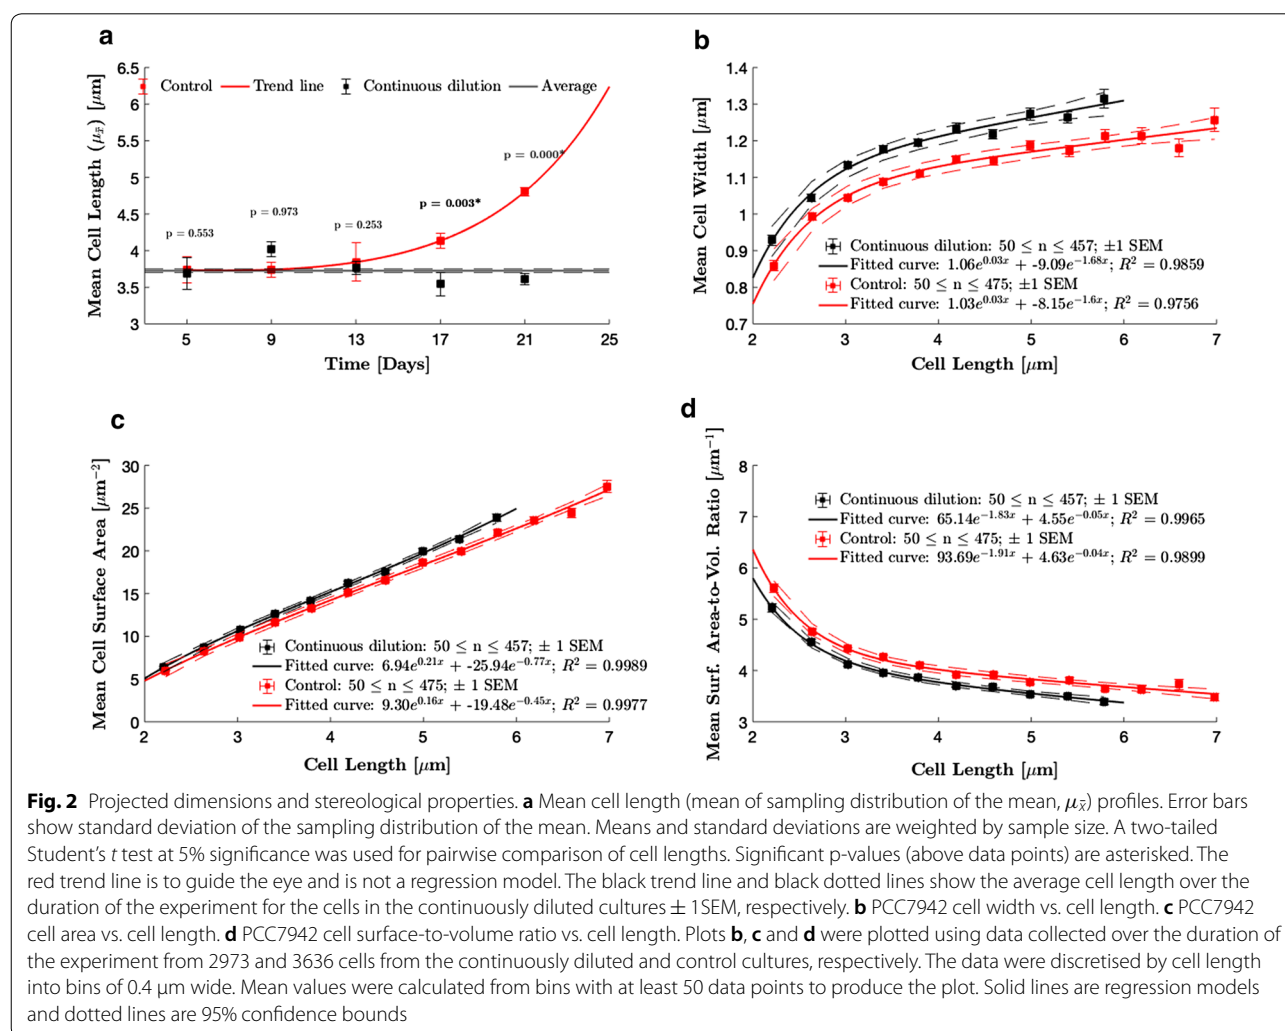 a
6.5
6
5.5
5
4.5
4
3.5
3
Mean Cell Length (μx̄) [μm]
Control
Trend line
Continuous dilution
Average
p = 0.553
p = 0.973
p = 0.253
p = 0.003*
p = 0.000*
5 9 13 17 21 25
Time [Days]
b
1.4
1.3
1.2
1.1
1
0.9
0.8
0.7
Mean Cell Width [μm]
Continuous dilution: 50 ≤ n ≤ 457; ±1 SEM
Fitted curve: 1.06e^0.03x + -9.09e^−1.68x; R² = 0.9859
Control: 50 ≤ n ≤ 475; ±1 SEM
Fitted curve: 1.03e^0.03x + -8.15e^−1.6x; R² = 0.9756
2 3 4 5 6 7
Cell Length [μm]
c
30
25
20
15
10
5
0
Mean Cell Surface Area [μm⁻²]
Continuous dilution: 50 ≤ n ≤ 457; ± 1 SEM
Fitted curve: 6.94e^0.21x + -25.94e^−0.77x; R² = 0.9989
Control: 50 ≤ n ≤ 475; ± 1 SEM
Fitted curve: 9.30e^0.16x + -19.48e^−0.45x; R² = 0.9977
2 3 4 5 6 7
Cell Length [μm]
d
8
7
6
5
4
3
Mean Surf. Area-to-Vol. Ratio [μm⁻¹]
Continuous dilution: 50 ≤ n ≤ 457; ± 1 SEM
Fitted curve: 65.14e^−1.83x + 4.55e^−0.05x; R² = 0.9965
Control: 50 ≤ n ≤ 475; ± 1 SEM
Fitted curve: 93.69e^−1.91x + 4.63e^−0.04x; R² = 0.9899
2 3 4 5 6 7
Cell Length [μm]
Fig. 2 Projected dimensions and stereological properties. a Mean cell length (mean of sampling distribution of the mean, μx̄) profiles. Error bars
show standard deviation of the sampling distribution of the mean. Means and standard deviations are weighted by sample size. A two-tailed
Student's t test at 5% significance was used for pairwise comparison of cell lengths. Significant p-values (above data points) are asterisked. The
red trend line is to guide the eye and is not a regression model. The black trend line and black dotted lines show the average cell length over the
duration of the experiment for the cells in the continuously diluted cultures ± 1SEM, respectively. b PCC7942 cell width vs. cell length. c PCC7942
cell area vs. cell length. d PCC7942 cell surface-to-volume ratio vs. cell length. Plots b, c and d were plotted using data collected over the duration of
the experiment from 2973 and 3636 cells from the continuously diluted and control cultures, respectively. The data were discretised by cell length
into bins of 0.4 μm wide. Mean values were calculated from bins with at least 50 data points to produce the plot. Solid lines are regression models
and dotted lines are 95% confidence bounds